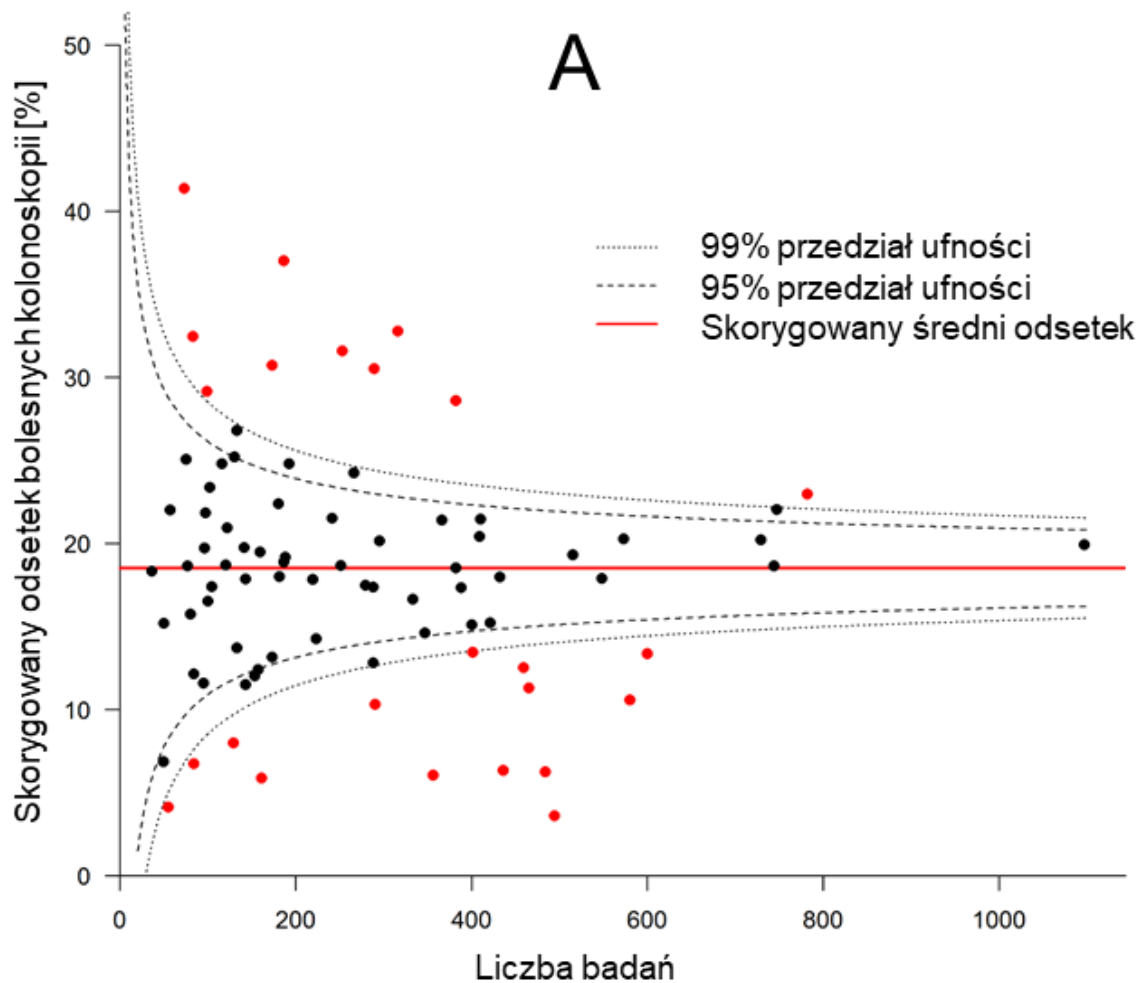 A
Skorygowany odsetek bolesnych kolonoskopii [%]
50
40
30
20
10
0
99% przedział ufności
95% przedział ufności
Skorygowany średni odsetek
0 200 400 600 800 1000
Liczba badań